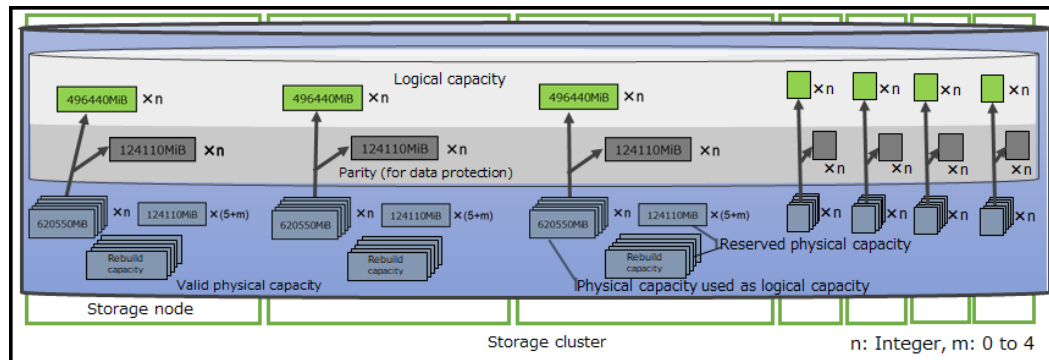 Logical capacity
496440MiB ×n
496440MiB ×n
496440MiB ×n
×n ×n ×n ×n
124110MiB ×n
124110MiB ×n
124110MiB ×n
×n ×n ×n ×n
Parity (for data protection)
620550MiB ×n 124110MiB ×(5+m)
620550MiB ×n 124110MiB ×(5+m)
620550MiB ×n 124110MiB ×(5+m)
×n ×n ×n ×n
Rebuild capacity
Rebuild capacity
Rebuild capacity
Reserved physical capacity
Valid physical capacity
Physical capacity used as logical capacity
Storage node
Storage cluster
n: Integer, m: 0 to 4